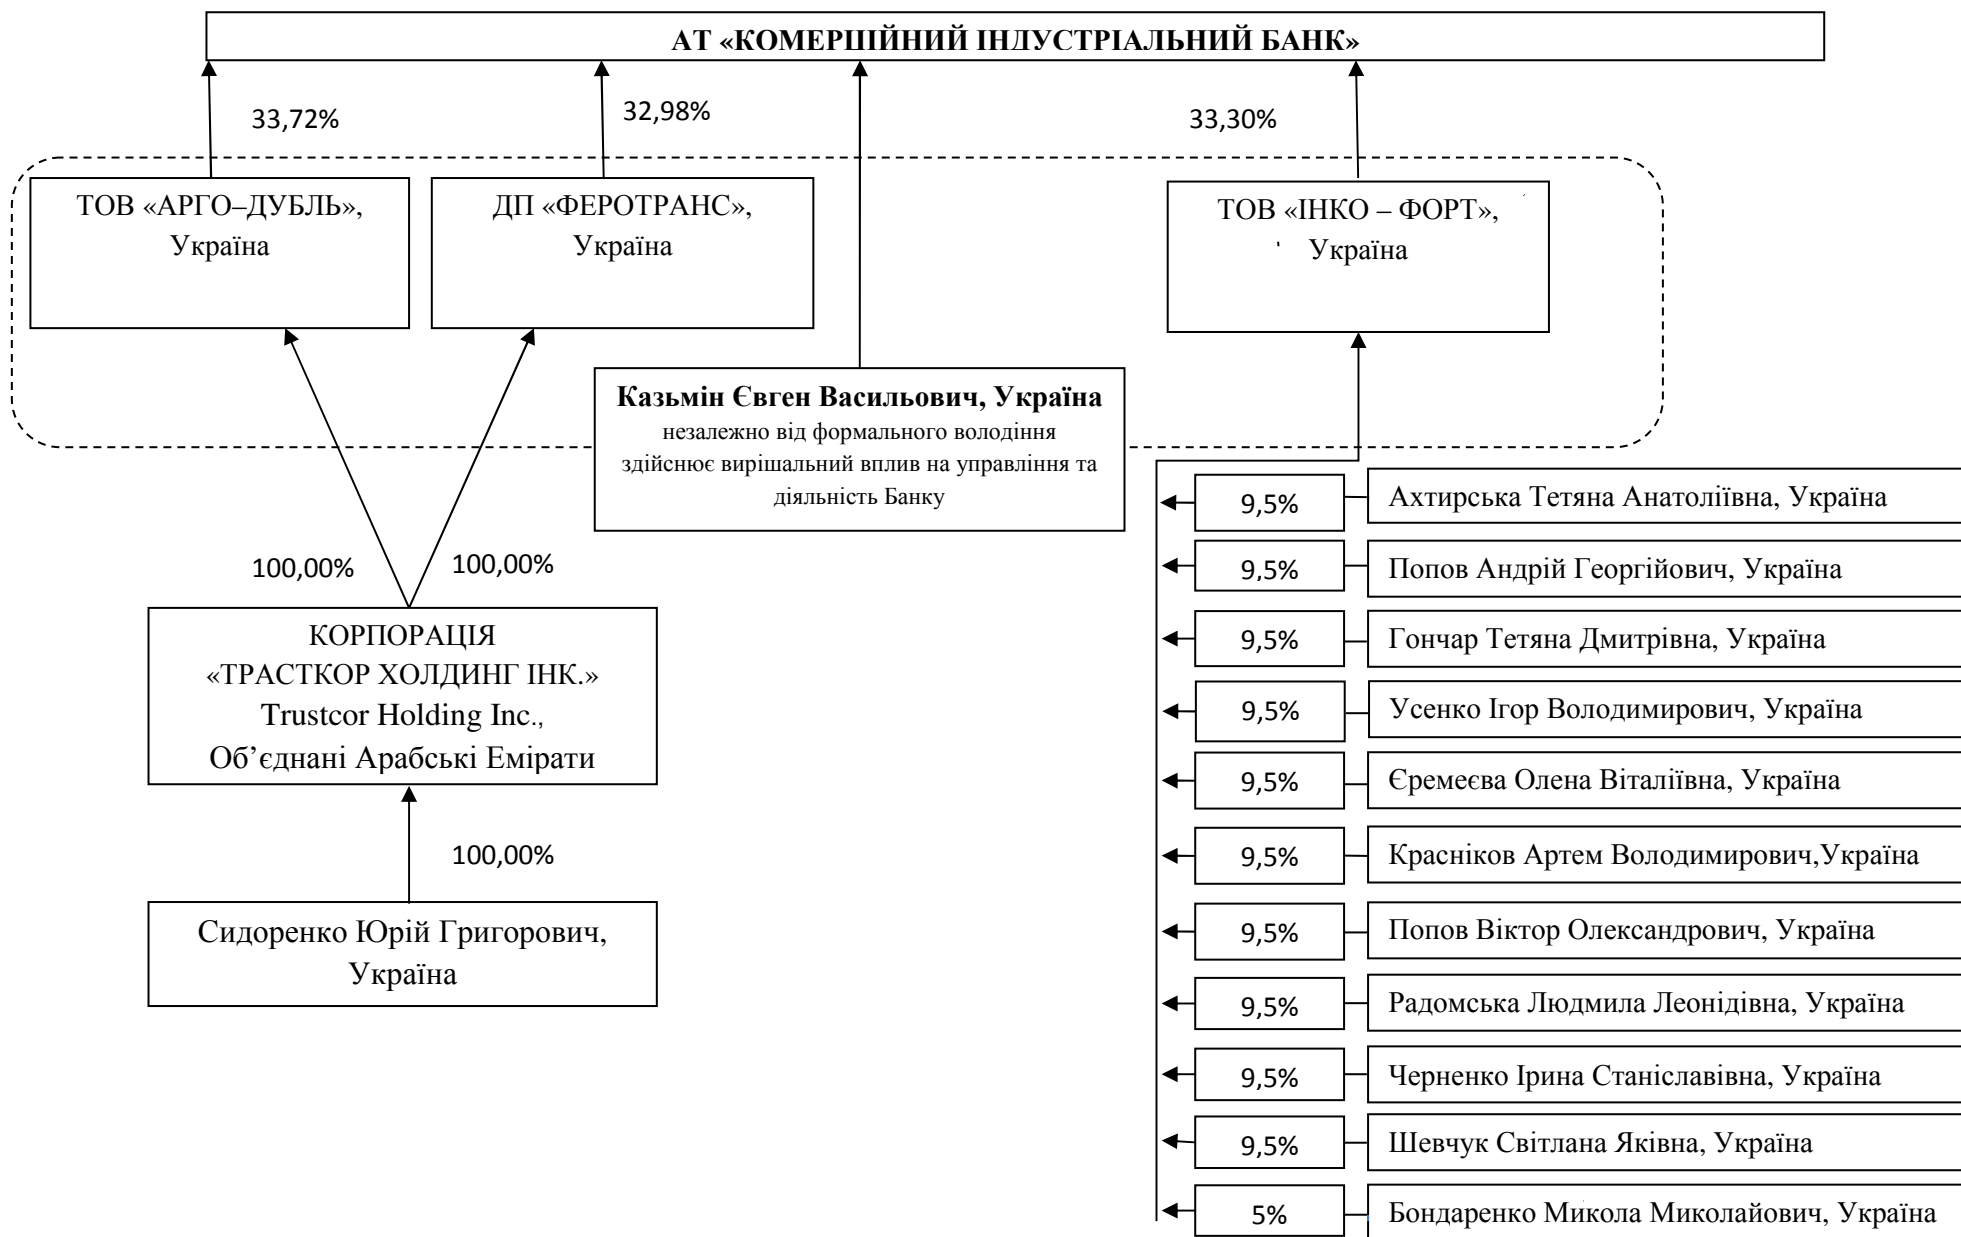 АТ «КОМЕРЦІЙНИЙ ІНДУСТРІАЛЬНИЙ БАНК»
33,72%
32,98%
33,30%
ТОВ «АРГО–ДУБЛЬ»,
Україна
ДП «ФЕРОТРАНС»,
Україна
ТОВ «ІНКО – ФОРТ»,
Україна
Казьмін Євген Васильович, Україна
незалежно від формального володіння
здійснює вирішальний вплив на управління та
діяльність Банку
100,00%
100,00%
КОРПОРАЦІЯ
«ТРАСТКОР ХОЛДИНГ ІНК.»
Trustcor Holding Inc.,
Об’єднані Арабські Емірати
100,00%
Сидоренко Юрій Григорович,
Україна
9,5% Ахтирська Тетяна Анатоліївна, Україна
9,5% Попов Андрій Георгійович, Україна
9,5% Гончар Тетяна Дмитрівна, Україна
9,5% Усенко Ігор Володимирович, Україна
9,5% Єремеєва Олена Віталіївна, Україна
9,5% Красніков Артем Володимирович,Україна
9,5% Попов Віктор Олександрович, Україна
9,5% Радомська Людмила Леонідівна, Україна
9,5% Черненко Ірина Станіславівна, Україна
9,5% Шевчук Світлана Яківна, Україна
5% Бондаренко Микола Миколайович, Україна